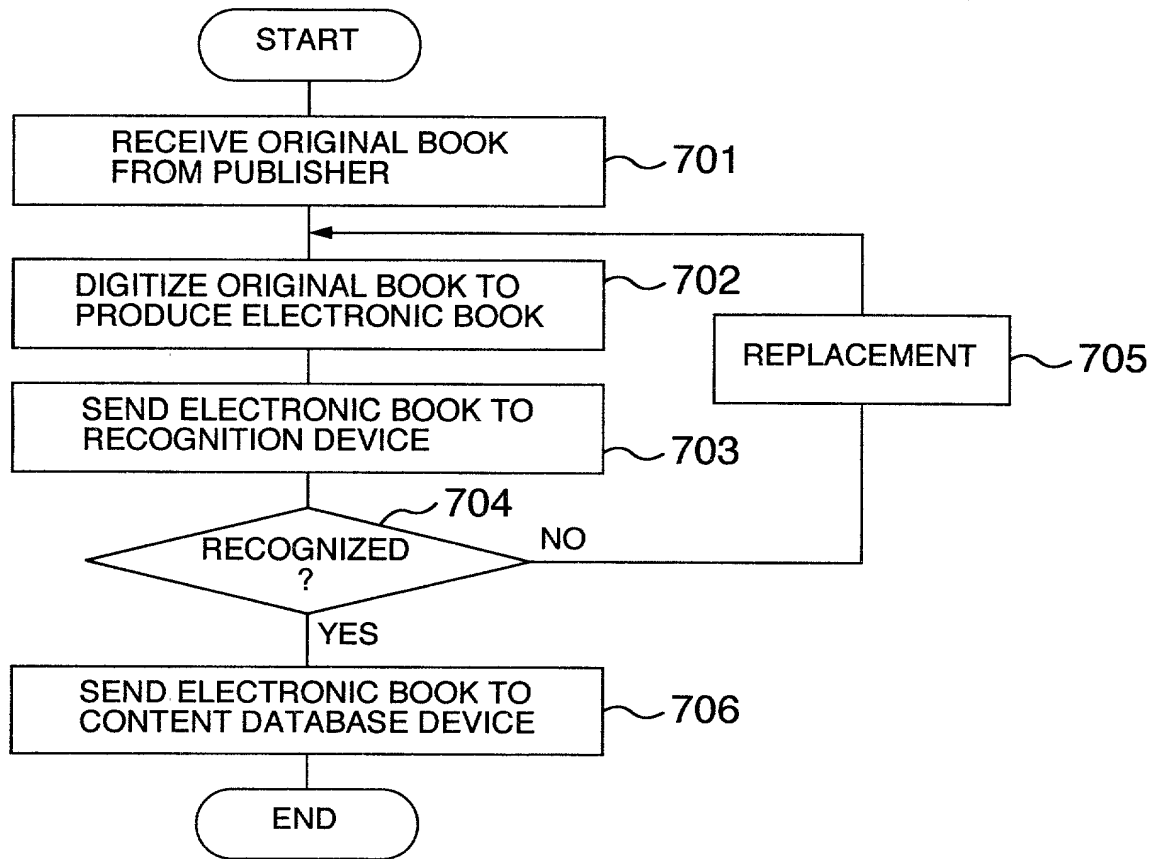 START
RECEIVE ORIGINAL BOOK
FROM PUBLISHER
701
DIGITIZE ORIGINAL BOOK TO
PRODUCE ELECTRONIC BOOK
702
REPLACEMENT
705
SEND ELECTRONIC BOOK TO
RECOGNITION DEVICE
703
704
RECOGNIZED
?
NO
YES
SEND ELECTRONIC BOOK TO
CONTENT DATABASE DEVICE
706
END